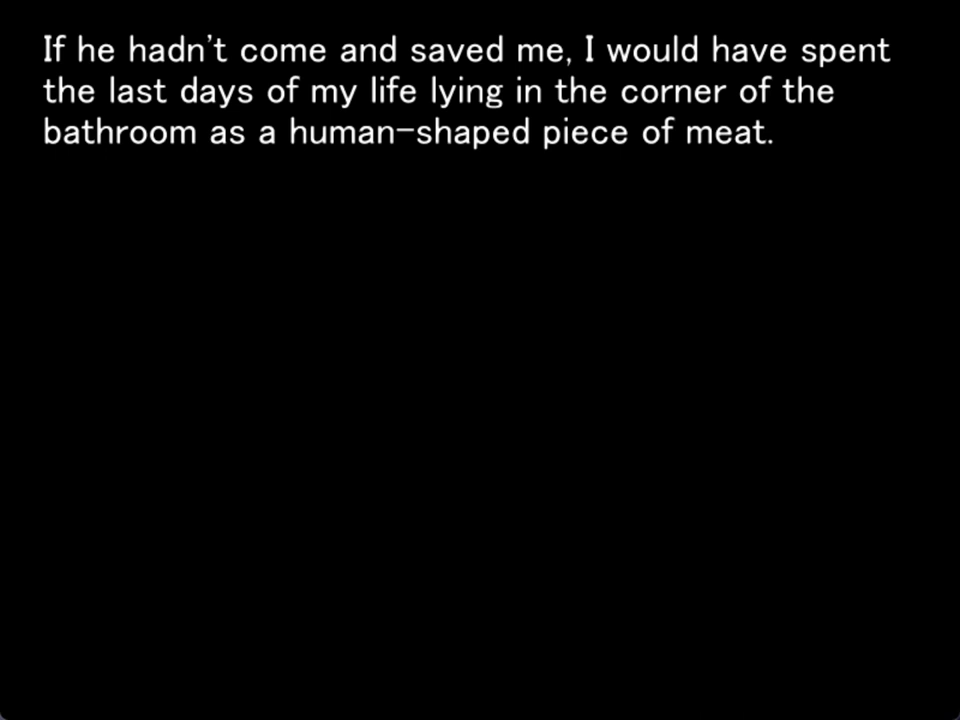 If he hadn't come and saved me, I would have spent
the last days of my life lying in the corner of the
bathroom as a human-shaped piece of meat.